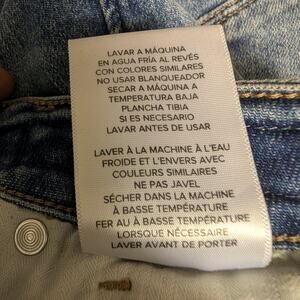 LAVAR A MÁQUINA
EN AGUA FRÍA AL REVÉS
CON COLORES SIMILARES
NO USAR BLANQUEADOR
SECAR A MÁQUINA A
TEMPERATURA BAJA
PLANCHA TIBIA
SI ES NECESARIO
LAVAR ANTES DE USAR
LAVER À LA MACHINE À L'EAU
FROIDE ET L'ENVERS AVEC
COULEURS SIMILAIRES
NE PAS JAVEL
SÉCHER DANS LA MACHINE
À BASSE TEMPÉRATURE
FER AU À BASSE TEMPÉRATURE
LORSQUE NÉCESSAIRE
LAVER AVANT DE PORTER